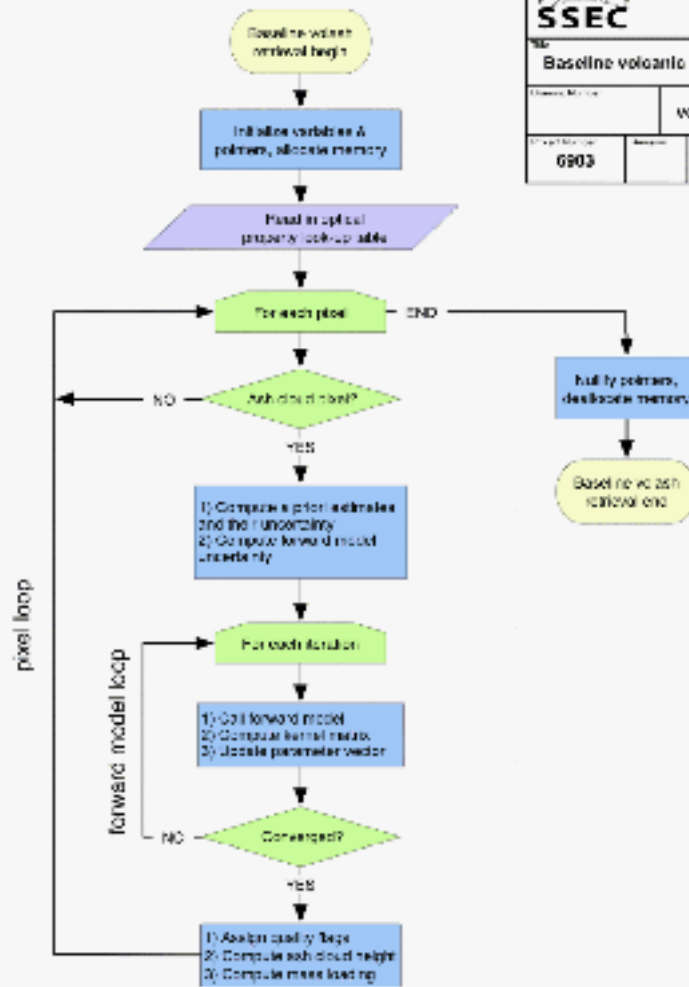 SSEC
Title
Baseline volcanic
6903
Baseline volash
retrieval begin
Initialize variables &
pointers, allocate memory
Read in optical
property look-up table
For each pixel
END
Nullify pointers,
deallocate memory
Ash cloud pixel?
NO
YES
Baseline volash
retrieval end
1) Compute a priori estimates
and their uncertainty
2) Compute forward model
uncertainty
pixel loop
For each iteration
forward model loop
1) Call forward model
2) Compute kernel matrix
3) Update parameter vector
Converged?
NO
YES
1) Assign quality flags
2) Compute ash cloud height
3) Compute mass loading